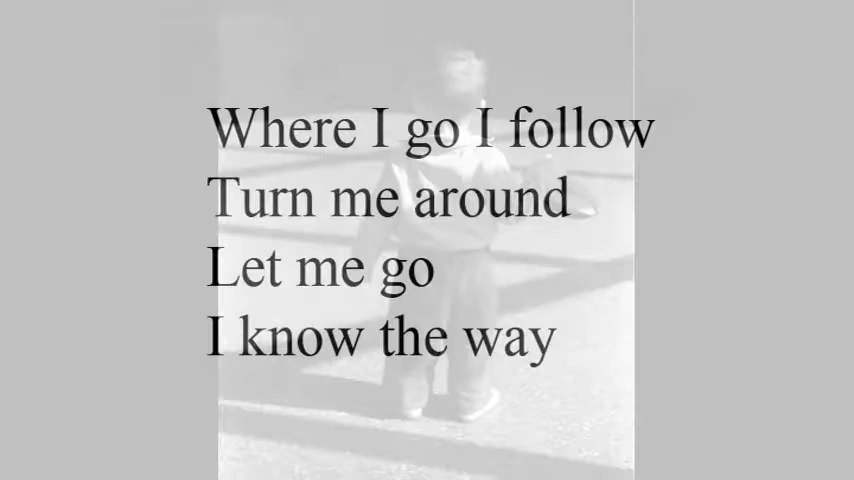 Where I go I follow
Turn me around
Let me go
I know the way